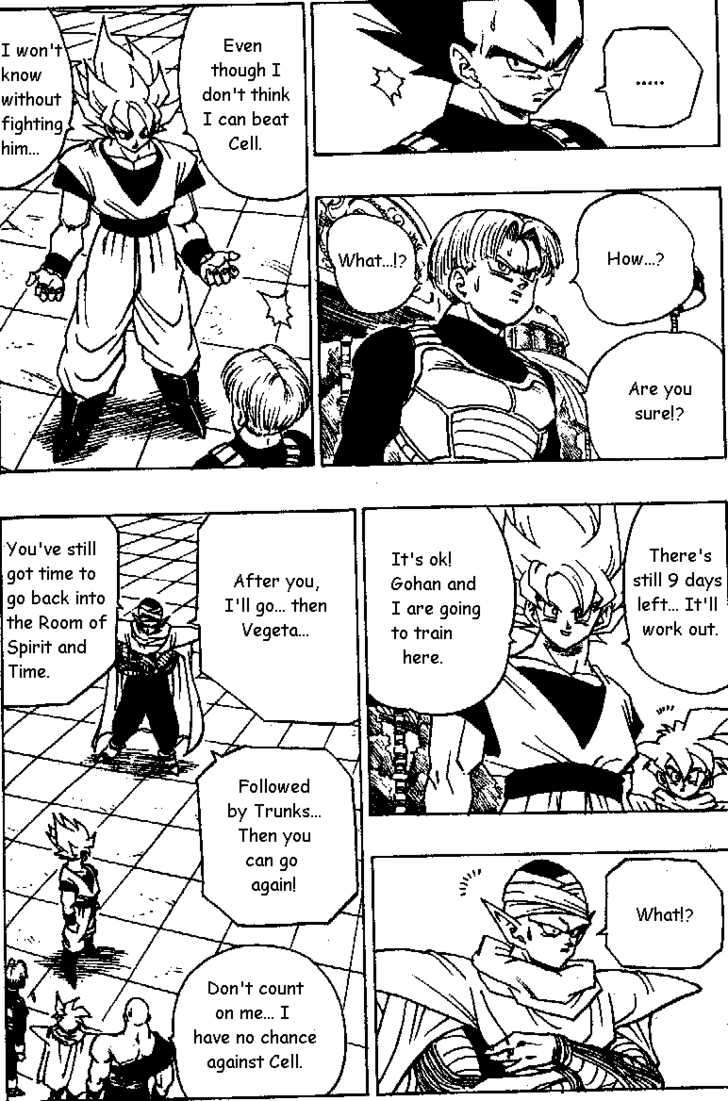 .....
How...?
Are you
sure!?
What...!?
Even
though I
don't think
I can beat
Cell.
I won't
know
without
fighting
him...
There's
still 9 days
left... It'll
work out.
It's ok!
Gohan and
I are going
to train
here.
What!?
After you,
I'll go... then
Vegeta...
You've still
got time to
go back into
the Room of
Spirit and
Time.
Followed
by Trunks...
Then you
can go
again!
Don't count
on me... I
have no chance
against Cell.